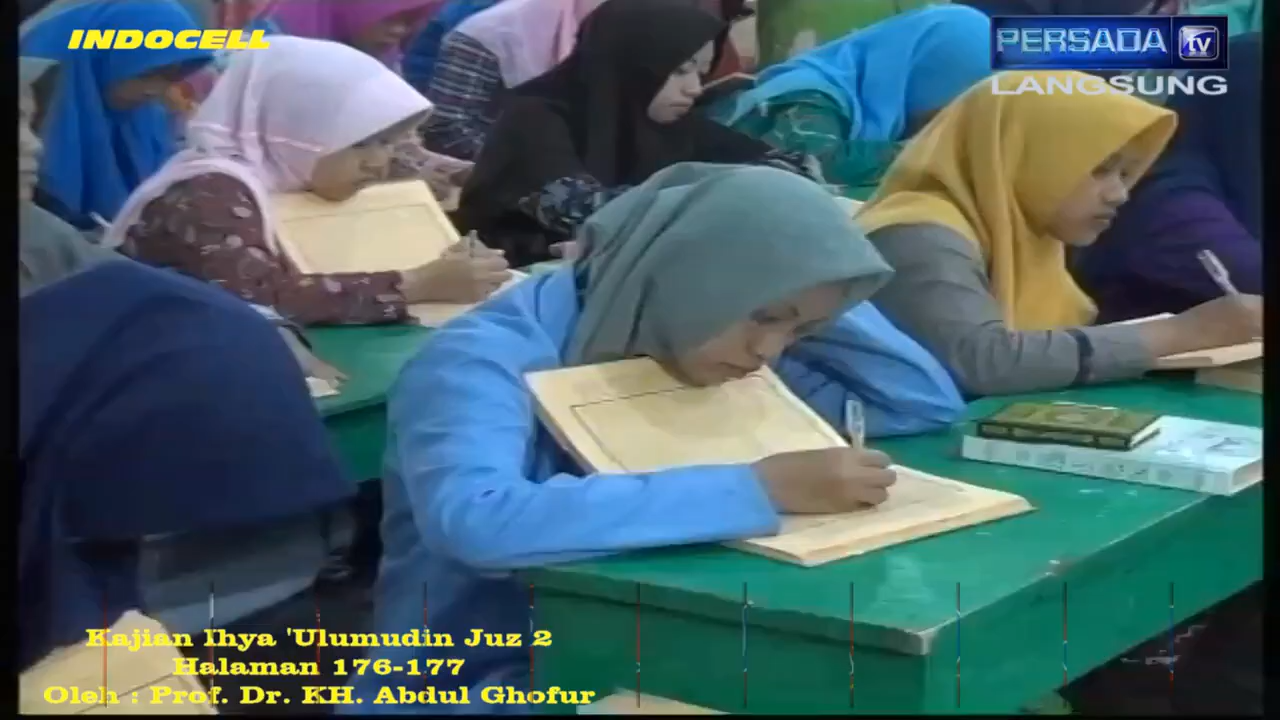 INDOCELL
PERSADA tv
LANGSUNG
Kajian Ihya 'Ulumudin Juz 2
Halaman 176-177
Oleh : Prof. Dr. KH. Abdul Ghofur